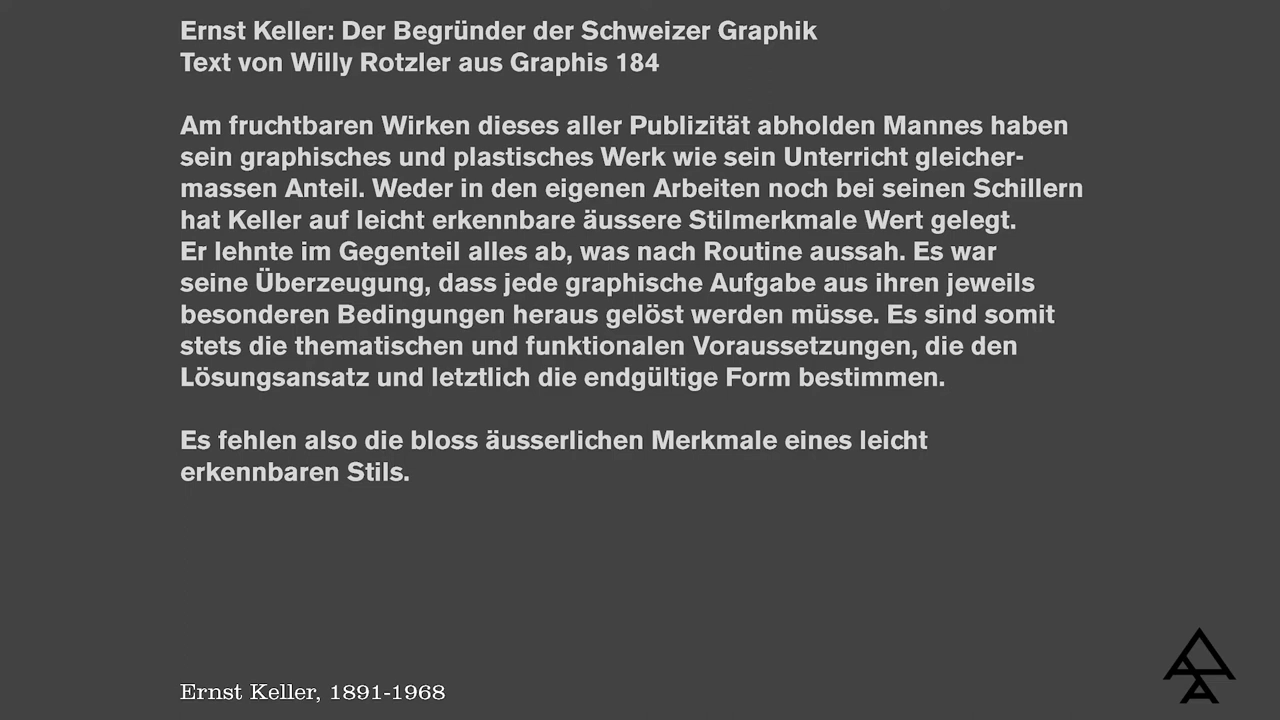 Ernst Keller: Der Begründer der Schweizer Graphik
Text von Willy Rotzler aus Graphis 184
Am fruchtbaren Wirken dieses aller Publizität abholden Mannes haben
sein graphisches und plastisches Werk wie sein Unterricht gleicher-
massen Anteil. Weder in den eigenen Arbeiten noch bei seinen Schillern
hat Keller auf leicht erkennbare äussere Stilmerkmale Wert gelegt.
Er lehnte im Gegenteil alles ab, was nach Routine aussah. Es war
seine Überzeugung, dass jede graphische Aufgabe aus ihren jeweils
besonderen Bedingungen heraus gelöst werden müsse. Es sind somit
stets die thematischen und funktionalen Voraussetzungen, die den
Lösungsansatz und letztlich die endgültige Form bestimmen.
Es fehlen also die bloss äusserlichen Merkmale eines leicht
erkennbaren Stils.
Ernst Keller, 1891-1968